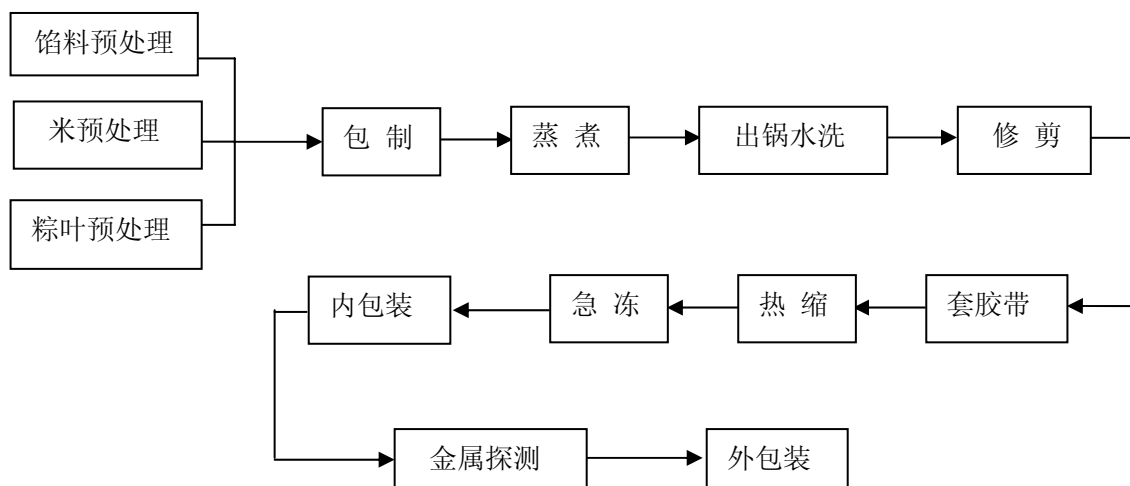 馅料预处理
米预处理
粽叶预处理
包 制
蒸 煮
出锅水洗
修 剪
套胶带
热 缩
急 冻
内包装
金属探测
外包装